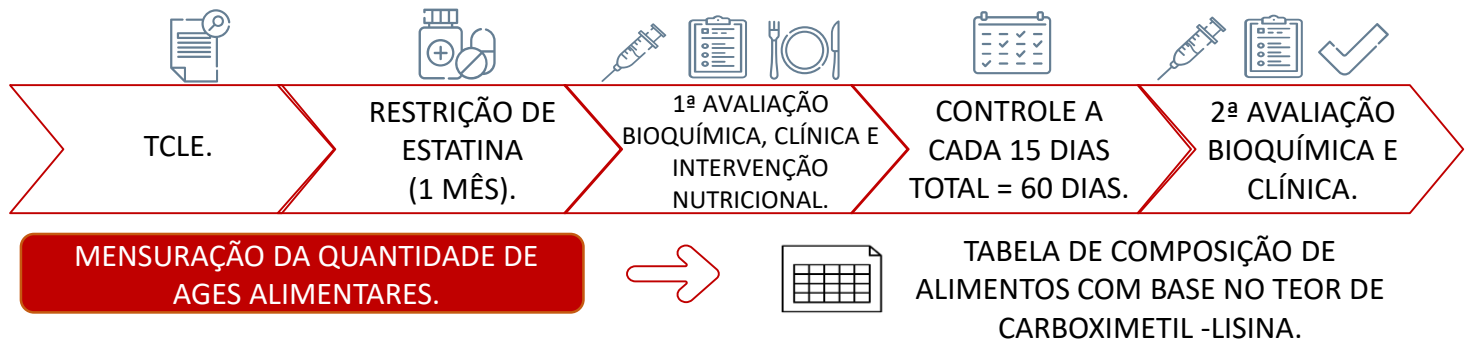 TCLE.
RESTRIÇÃO DE
ESTATINA
(1 MÊS).
1ª AVALIAÇÃO
BIOQUÍMICA, CLÍNICA E
INTERVENÇÃO
NUTRICIONAL.
CONTROLE A
CADA 15 DIAS
TOTAL = 60 DIAS.
2ª AVALIAÇÃO
BIOQUÍMICA E
CLÍNICA.
MENSURAÇÃO DA QUANTIDADE DE
AGES ALIMENTARES.
TABELA DE COMPOSIÇÃO DE
ALIMENTOS COM BASE NO TEOR DE
CARBOXIMETIL -LISINA.